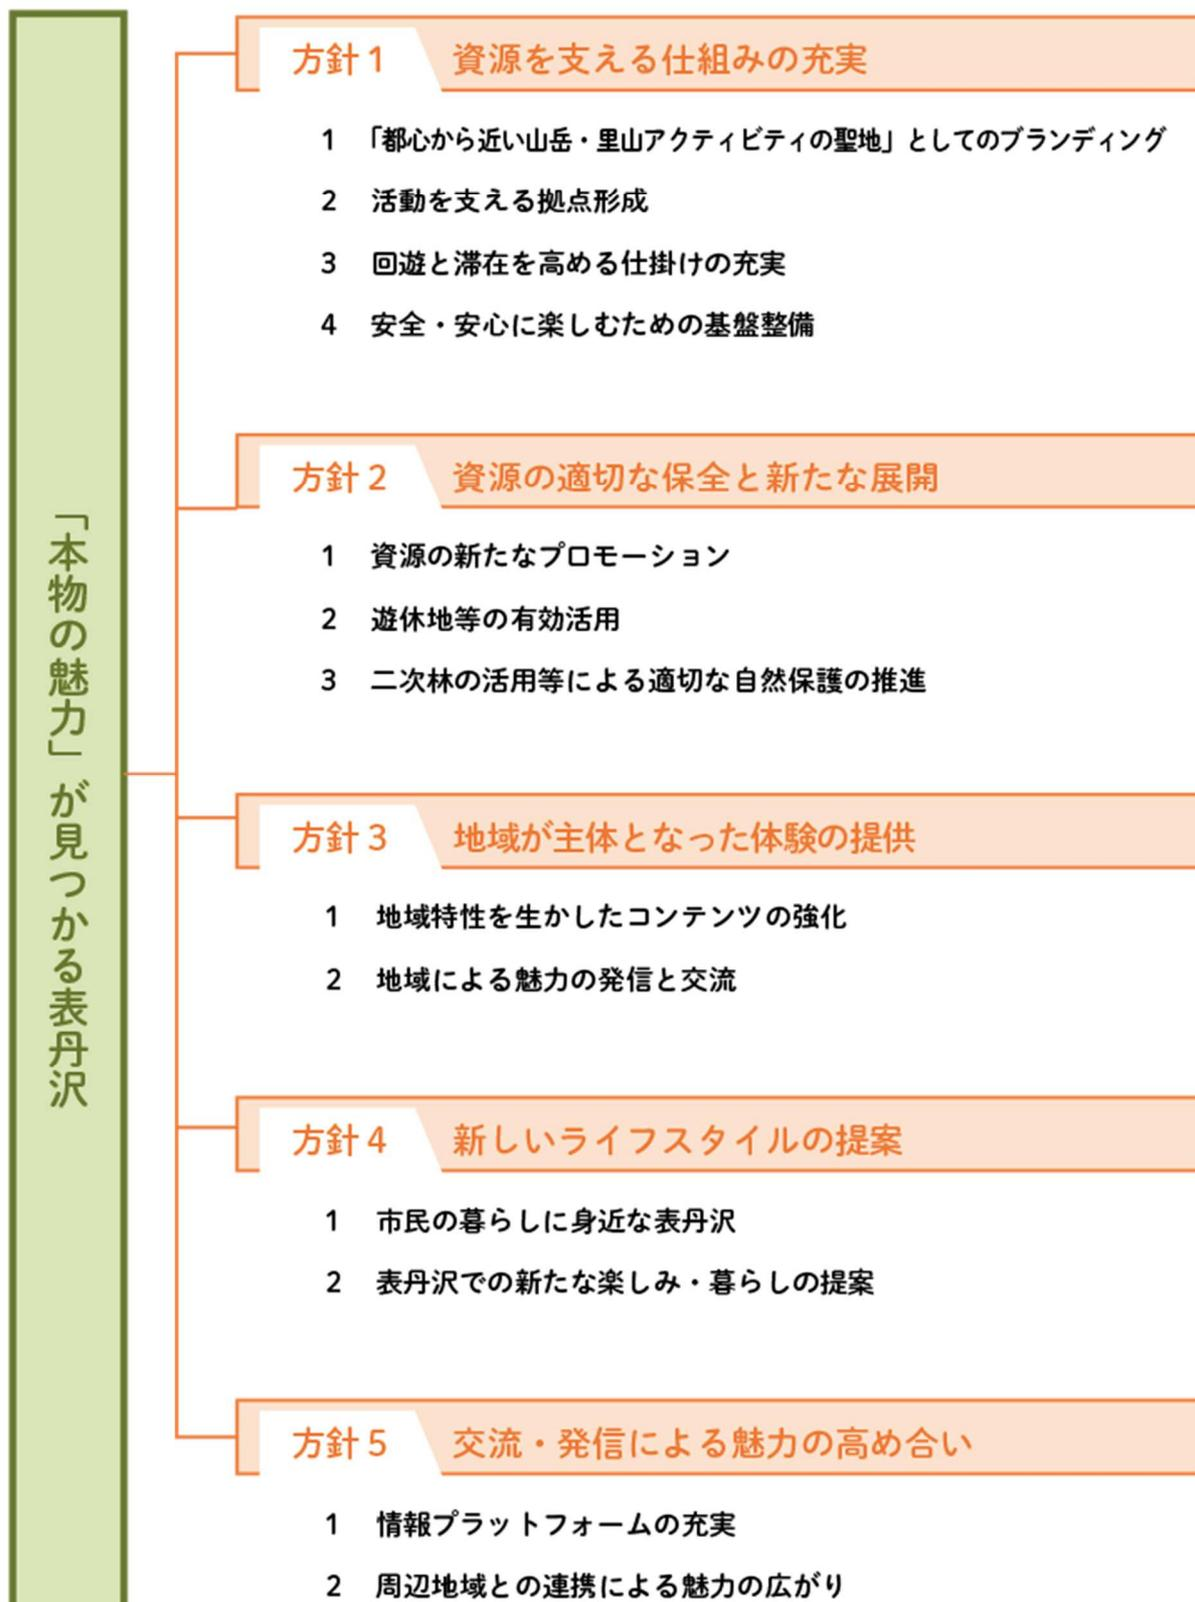 「本物の魅力」が見つかる表丹沢
方針1 資源を支える仕組みの充実
1 「都心から近い山岳・里山アクティビティの聖地」としてのブランディング
2 活動を支える拠点形成
3 回遊と滞在を高める仕掛けの充実
4 安全・安心に楽しむための基盤整備
方針2 資源の適切な保全と新たな展開
1 資源の新たなプロモーション
2 遊休地等の有効活用
3 二次林の活用等による適切な自然保護の推進
方針3 地域が主体となった体験の提供
1 地域特性を生かしたコンテンツの強化
2 地域による魅力の発信と交流
方針4 新しいライフスタイルの提案
1 市民の暮らしに身近な表丹沢
2 表丹沢での新たな楽しみ・暮らしの提案
方針5 交流・発信による魅力の高め合い
1 情報プラットフォームの充実
2 周辺地域との連携による魅力の広がり